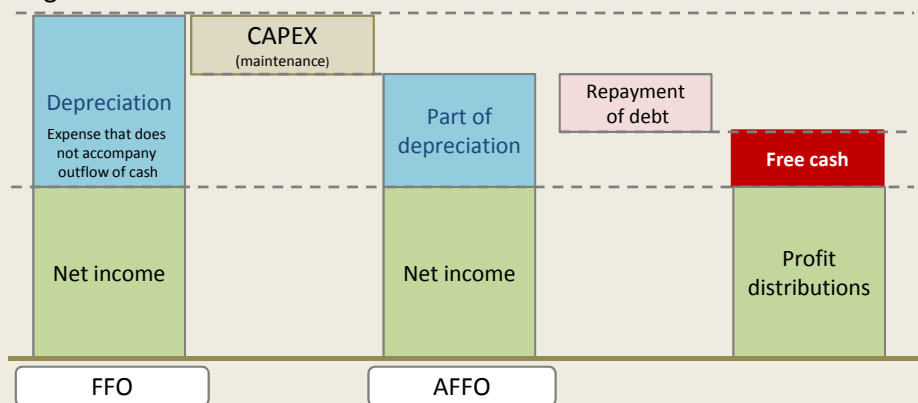 CAPEX
(maintenance)
Depreciation
Expense that does
not accompany
outflow of cash
Part of
depreciation
Repayment
of debt
Free cash
Net income
Net income
Profit
distributions
FFO
AFFO